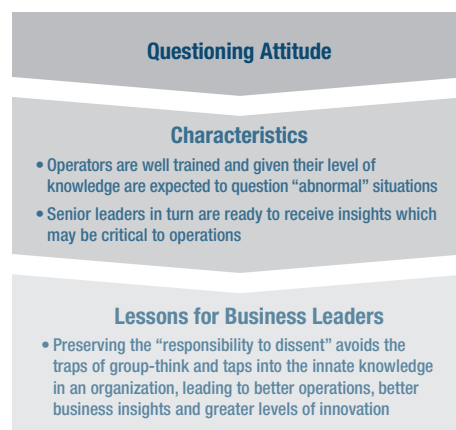 Questioning Attitude
Characteristics
• Operators are well trained and given their level of
knowledge are expected to question “abnormal” situations
• Senior leaders in turn are ready to receive insights which
may be critical to operations
Lessons for Business Leaders
• Preserving the “responsibility to dissent” avoids the
traps of group-think and taps into the innate knowledge
in an organization, leading to better operations, better
business insights and greater levels of innovation